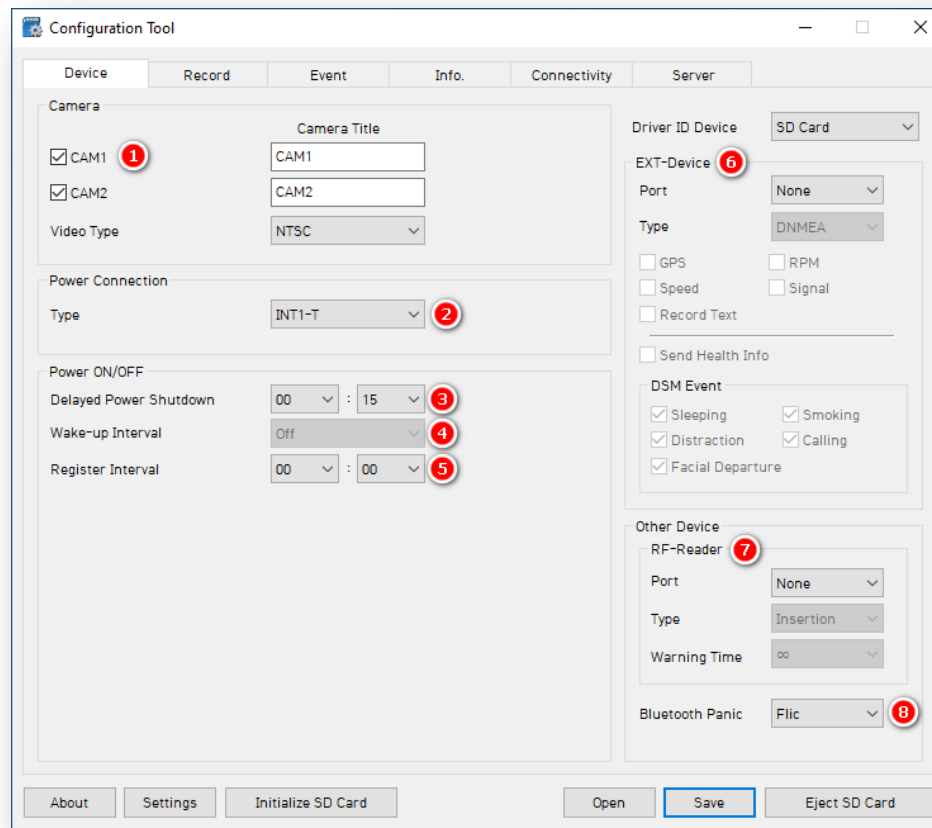 Configuration Tool
Device Record Event Info. Connectivity Server
Camera
Camera Title
CAM1 1 CAM1
CAM2 CAM2
Video Type NTSC
Power Connection
Type INT1-T 2
Power ON/OFF
Delayed Power Shutdown 00 : 15 3
Wake-up Interval Off 4
Register Interval 00 : 00 5
Driver ID Device SD Card
EXT-Device 6
Port None
Type DNMEA
GPS RPM
Speed Signal
Record Text
Send Health Info
DSM Event
Sleeping Smoking
Distraction Calling
Facial Departure
Other Device
RF-Reader 7
Port None
Type Insertion
Warning Time ∞
Bluetooth Panic Flic 8
About Settings Initialize SD Card Open Save Eject SD Card